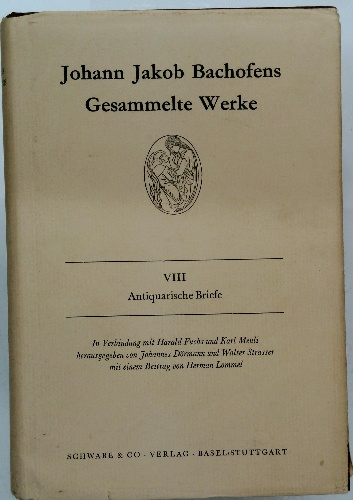 Johann Jakob Bachofens
Gesammelte Werke
VIII
Antiquarische Briefe
In Verbindung mit Harald Fuchs und Karl Meuli
herausgegeben von Johannes Dörmann und Walter Strasser
mit einem Beitrag von Herman Lommel
SCHWABE & CO · VERLAG · BASEL/STUTTGART